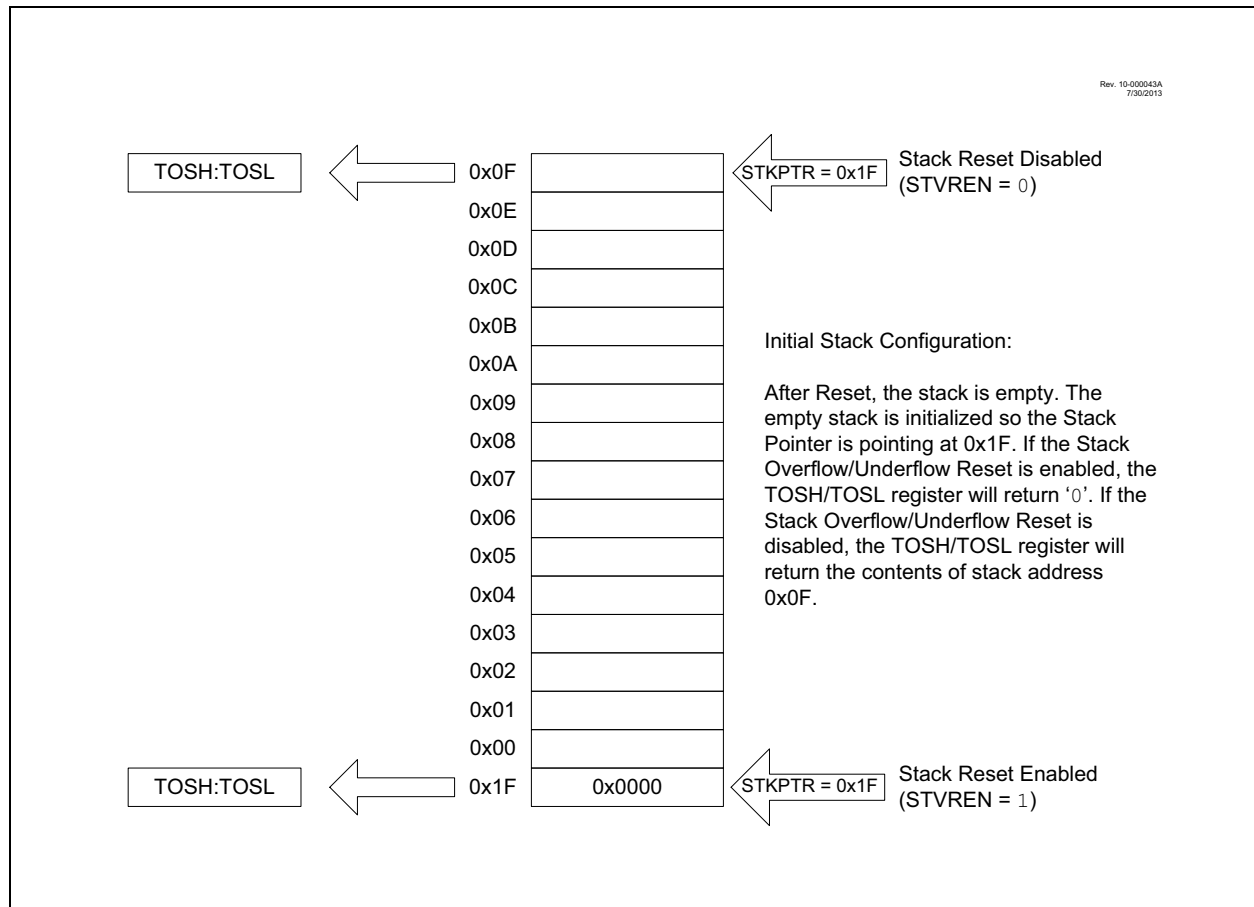 Rev. 10-000043A
7/30/2013
TOSH:TOSL
0x0F
STKPTR = 0x1F
Stack Reset Disabled
(STVREN = 0)
0x0E
0x0D
0x0C
0x0B
0x0A
0x09
0x08
0x07
0x06
0x05
0x04
0x03
0x02
0x01
0x00
Initial Stack Configuration:
After Reset, the stack is empty. The
empty stack is initialized so the Stack
Pointer is pointing at 0x1F. If the Stack
Overflow/Underflow Reset is enabled, the
TOSH/TOSL register will return ‘0’. If the
Stack Overflow/Underflow Reset is
disabled, the TOSH/TOSL register will
return the contents of stack address
0x0F.
TOSH:TOSL
0x1F
0x0000
STKPTR = 0x1F
Stack Reset Enabled
(STVREN = 1)